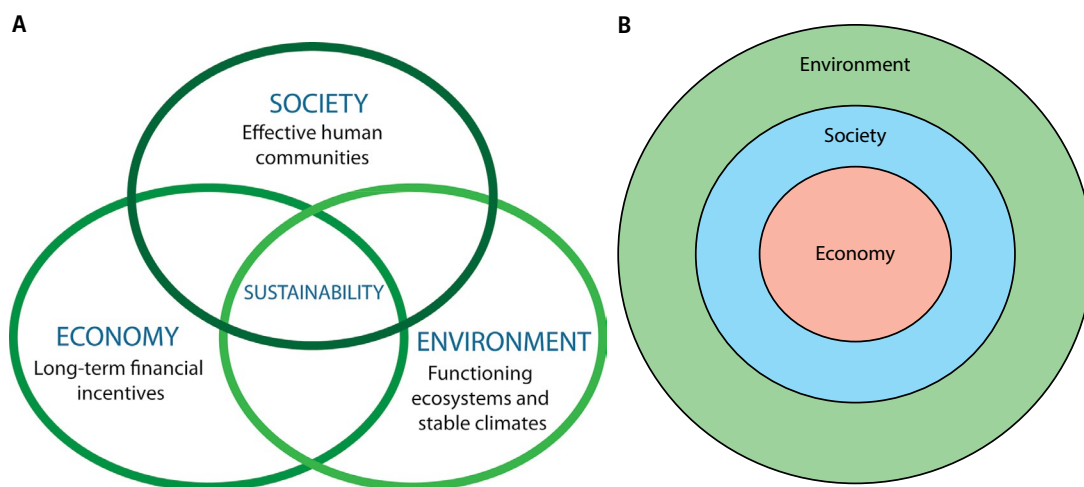 A
SOCIETY
Effective human
communities
SUSTAINABILITY
ECONOMY
Long-term financial
incentives
ENVIRONMENT
Functioning
ecosystems and
stable climates
B
Environment
Society
Economy